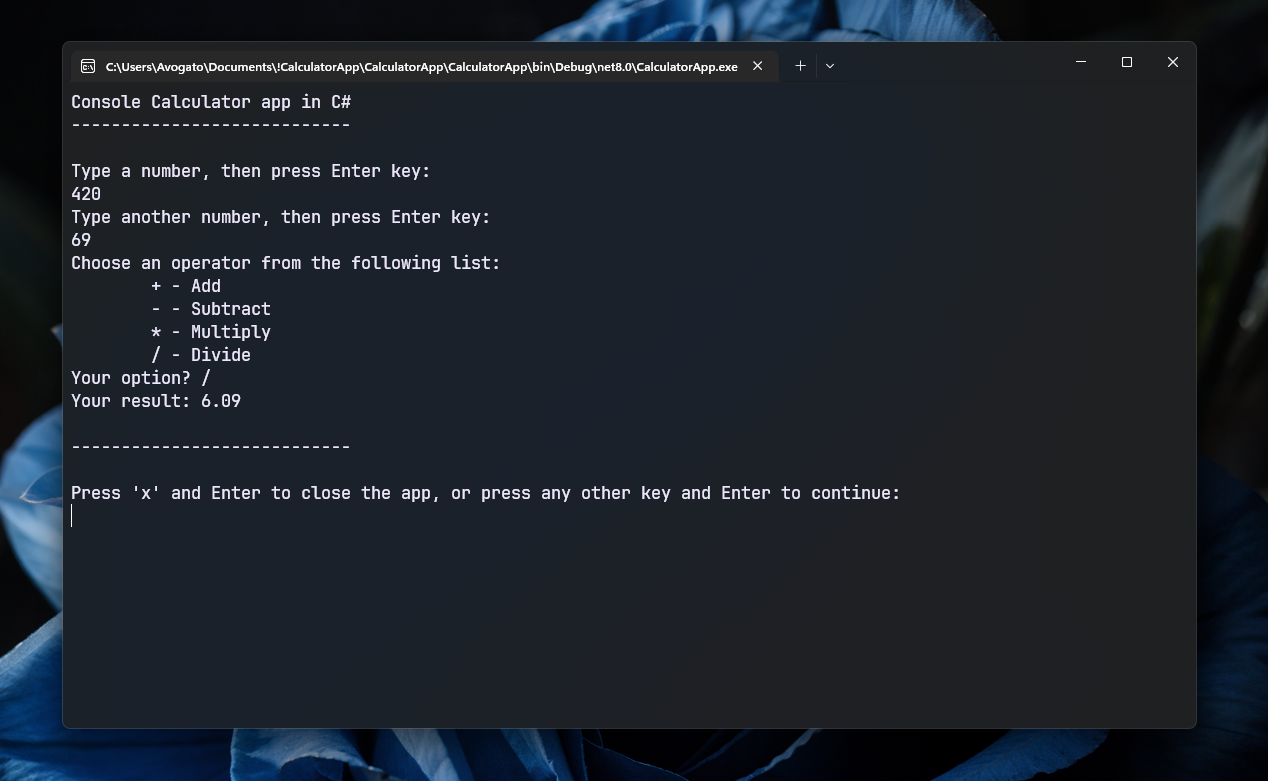 C:\Users\Avogato\Documents\!CalculatorApp\CalculatorApp\CalculatorApp\bin\Debug\net8.0\CalculatorApp.exe
Console Calculator app in C#
----------------------------
Type a number, then press Enter key:
420
Type another number, then press Enter key:
69
Choose an operator from the following list:
+ - Add
- - Subtract
* - Multiply
/ - Divide
Your option? /
Your result: 6.09
----------------------------
Press 'x' and Enter to close the app, or press any other key and Enter to continue: